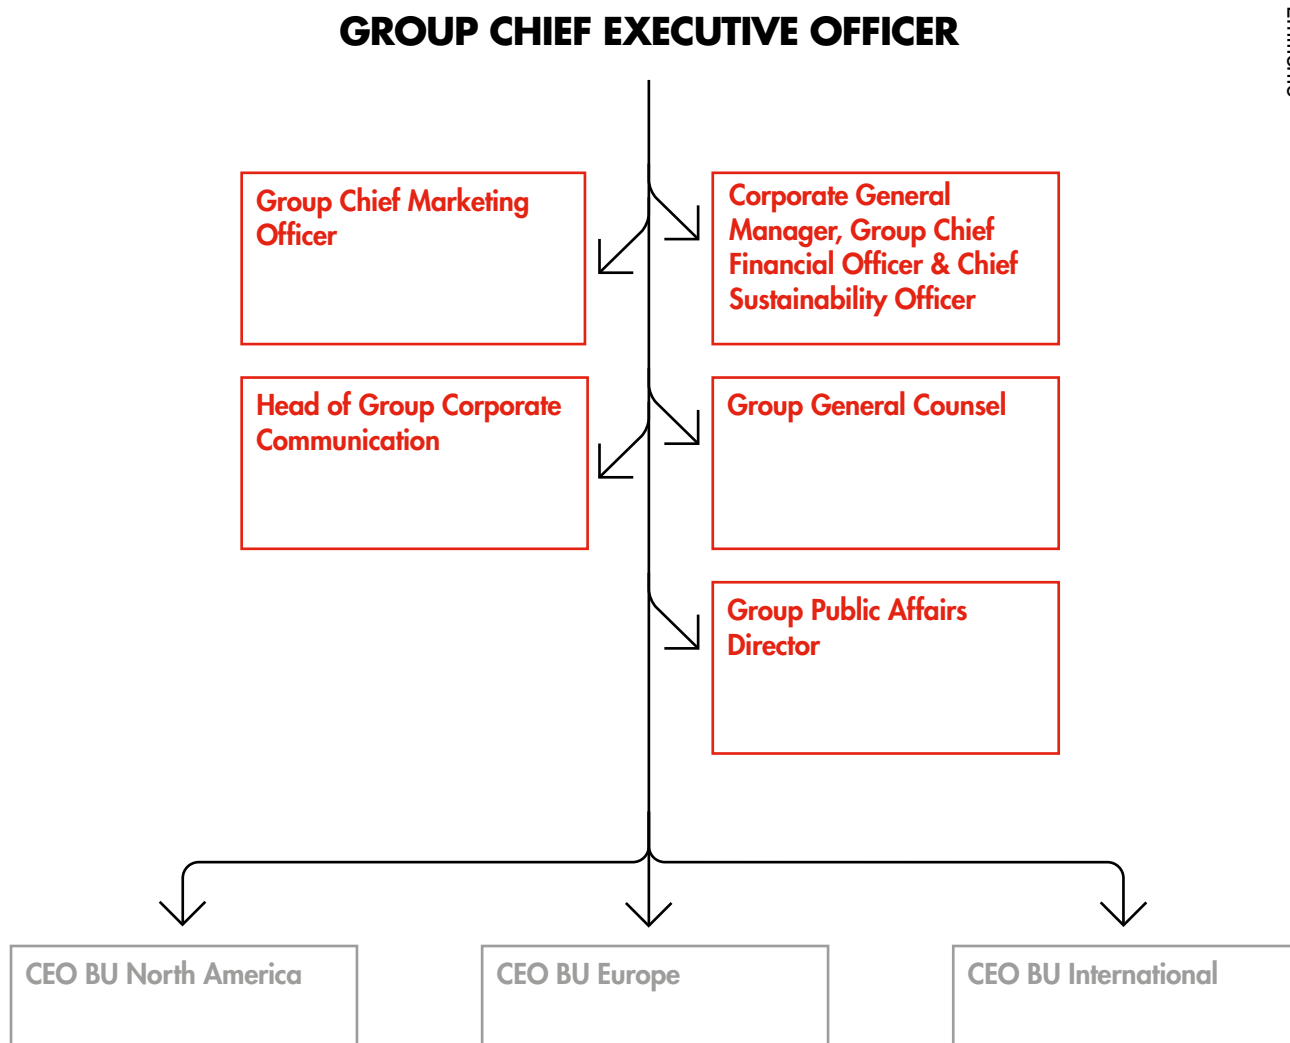 GROUP CHIEF EXECUTIVE OFFICER
Group Chief Marketing
Officer
Corporate General
Manager, Group Chief
Financial Officer & Chief
Sustainability Officer
Head of Group Corporate
Communication
Group General Counsel
Group Public Affairs
Director
CEO BU North America
CEO BU Europe
CEO BU International